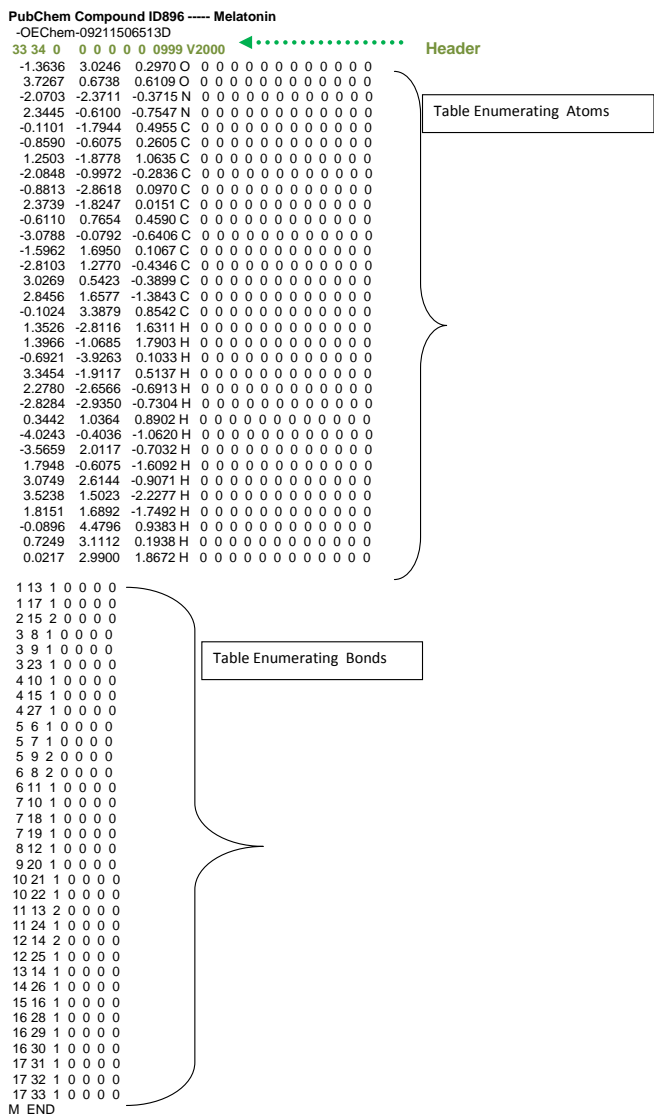 PubChem Compound ID896 ----- Melatonin
-OEChem-09211506513D
33 34 0 0 0 0 0 0 0999 V2000
Header
-1.3636 3.0246 0.2970 O 0 0 0 0 0 0 0 0 0 0 0 0
3.7267 0.6738 0.6109 O 0 0 0 0 0 0 0 0 0 0 0 0
-2.0703 -2.3711 -0.3715 N 0 0 0 0 0 0 0 0 0 0 0 0
2.3445 -0.6100 -0.7547 N 0 0 0 0 0 0 0 0 0 0 0 0
Table Enumerating Atoms
-0.1101 -1.7944 0.4955 C 0 0 0 0 0 0 0 0 0 0 0 0
-0.8590 -0.6075 0.2605 C 0 0 0 0 0 0 0 0 0 0 0 0
1.2503 -1.8778 1.0635 C 0 0 0 0 0 0 0 0 0 0 0 0
-2.0848 -0.9972 -0.2836 C 0 0 0 0 0 0 0 0 0 0 0 0
-0.8813 -2.8618 0.0970 C 0 0 0 0 0 0 0 0 0 0 0 0
2.3739 -1.8247 0.0151 C 0 0 0 0 0 0 0 0 0 0 0 0
-0.6110 0.7654 0.4590 C 0 0 0 0 0 0 0 0 0 0 0 0
-3.0788 -0.0792 -0.6406 C 0 0 0 0 0 0 0 0 0 0 0 0
-1.5962 1.6950 0.1067 C 0 0 0 0 0 0 0 0 0 0 0 0
-2.8103 1.2770 -0.4346 C 0 0 0 0 0 0 0 0 0 0 0 0
3.0269 0.5423 -0.3899 C 0 0 0 0 0 0 0 0 0 0 0 0
2.8456 1.6577 -1.3843 C 0 0 0 0 0 0 0 0 0 0 0 0
-0.1024 3.3879 0.8542 C 0 0 0 0 0 0 0 0 0 0 0 0
1.3526 -2.8116 1.6311 H 0 0 0 0 0 0 0 0 0 0 0 0
1.3966 -1.0685 1.7903 H 0 0 0 0 0 0 0 0 0 0 0 0
-0.6921 -3.9263 0.1033 H 0 0 0 0 0 0 0 0 0 0 0 0
3.3454 -1.9117 0.5137 H 0 0 0 0 0 0 0 0 0 0 0 0
2.2780 -2.6566 -0.6913 H 0 0 0 0 0 0 0 0 0 0 0 0
-2.8284 -2.9350 -0.7304 H 0 0 0 0 0 0 0 0 0 0 0 0
0.3442 1.0364 0.8902 H 0 0 0 0 0 0 0 0 0 0 0 0
-4.0243 -0.4036 -1.0620 H 0 0 0 0 0 0 0 0 0 0 0 0
-3.5659 2.0117 -0.7032 H 0 0 0 0 0 0 0 0 0 0 0 0
1.7948 -0.6075 -1.6092 H 0 0 0 0 0 0 0 0 0 0 0 0
3.0749 2.6144 -0.9071 H 0 0 0 0 0 0 0 0 0 0 0 0
3.5238 1.5023 -2.2277 H 0 0 0 0 0 0 0 0 0 0 0 0
1.8151 1.6892 -1.7492 H 0 0 0 0 0 0 0 0 0 0 0 0
-0.0896 4.4796 0.9383 H 0 0 0 0 0 0 0 0 0 0 0 0
0.7249 3.1112 0.1938 H 0 0 0 0 0 0 0 0 0 0 0 0
0.0217 2.9900 1.8672 H 0 0 0 0 0 0 0 0 0 0 0 0
1 13 1 0 0 0 0
1 17 1 0 0 0 0
2 15 2 0 0 0 0
3 8 1 0 0 0 0
3 9 1 0 0 0 0
Table Enumerating Bonds
3 23 1 0 0 0 0
4 10 1 0 0 0 0
4 15 1 0 0 0 0
4 27 1 0 0 0 0
5 6 1 0 0 0 0
5 7 1 0 0 0 0
5 9 2 0 0 0 0
6 8 2 0 0 0 0
6 11 1 0 0 0 0
7 10 1 0 0 0 0
7 18 1 0 0 0 0
7 19 1 0 0 0 0
8 12 1 0 0 0 0
9 20 1 0 0 0 0
10 21 1 0 0 0 0
10 22 1 0 0 0 0
11 13 2 0 0 0 0
11 24 1 0 0 0 0
12 14 2 0 0 0 0
12 25 1 0 0 0 0
13 14 1 0 0 0 0
14 26 1 0 0 0 0
15 16 1 0 0 0 0
16 28 1 0 0 0 0
16 29 1 0 0 0 0
16 30 1 0 0 0 0
17 31 1 0 0 0 0
17 32 1 0 0 0 0
17 33 1 0 0 0 0
M END